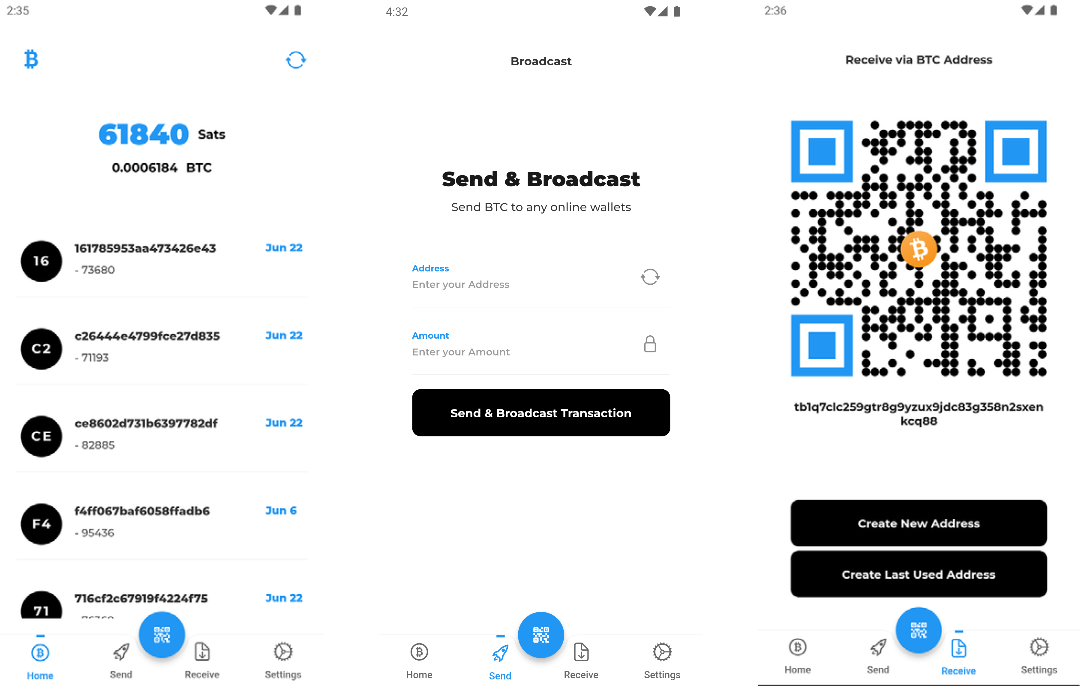 2:35
61840 Sats
0.0006184 BTC
16
161785953aa473426e43
Jun 22
- 73680
C2
c26444e4799fce27d835
Jun 22
- 71193
CE
ce8602d731b6397782df
Jun 22
- 82885
F4
f4ff067baf6058ffadb6
Jun 6
- 95436
71
716cf2c67919f4224f75
Jun 22
Home
Send
Receive
Settings
4:32
Broadcast
Send & Broadcast
Send BTC to any online wallets
Address
Enter your Address
Amount
Enter your Amount
Send & Broadcast Transaction
Home
Send
Receive
Settings
2:36
Receive via BTC Address
tb1q7clc259gtr8g9yzux9jdc83g358n2sxen
kcq88
Create New Address
Create Last Used Address
Home
Send
Receive
Settings